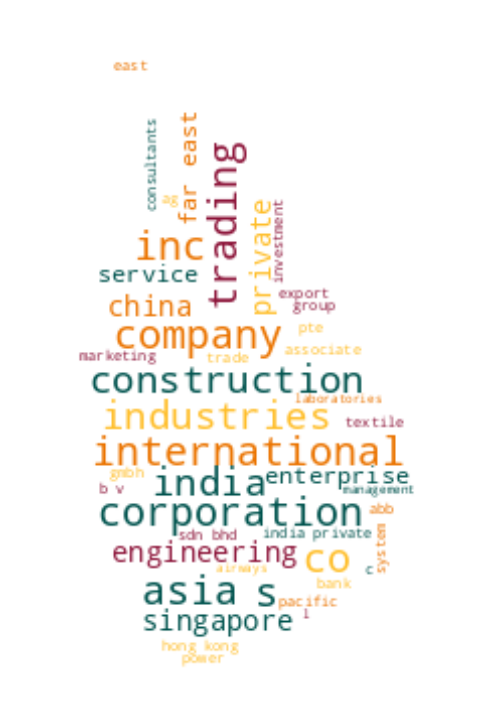 east
consultants
far east
trading
ag
private
investment
inc
service
export
china
group
company
pte
marketing
trade
associate
construction
laboratories
industries
textile
international
gmbh
india
enterprise
b v
management
corporation
abb
sdn bhd
india private
system
engineering
co
airways
c
bank
asia
s
pacific
singapore
l
hong kong
power